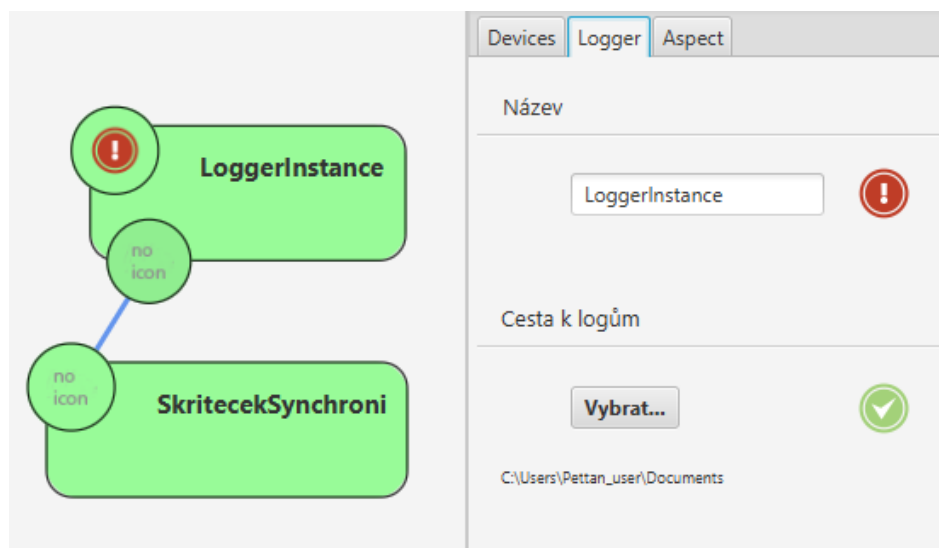 LoggerInstance
no
icon
no
icon
SkritecekSynchroni
Devices Logger Aspect
Název
LoggerInstance
Cesta k logům
Vybrat...
C:\Users\Pettan_user\Documents